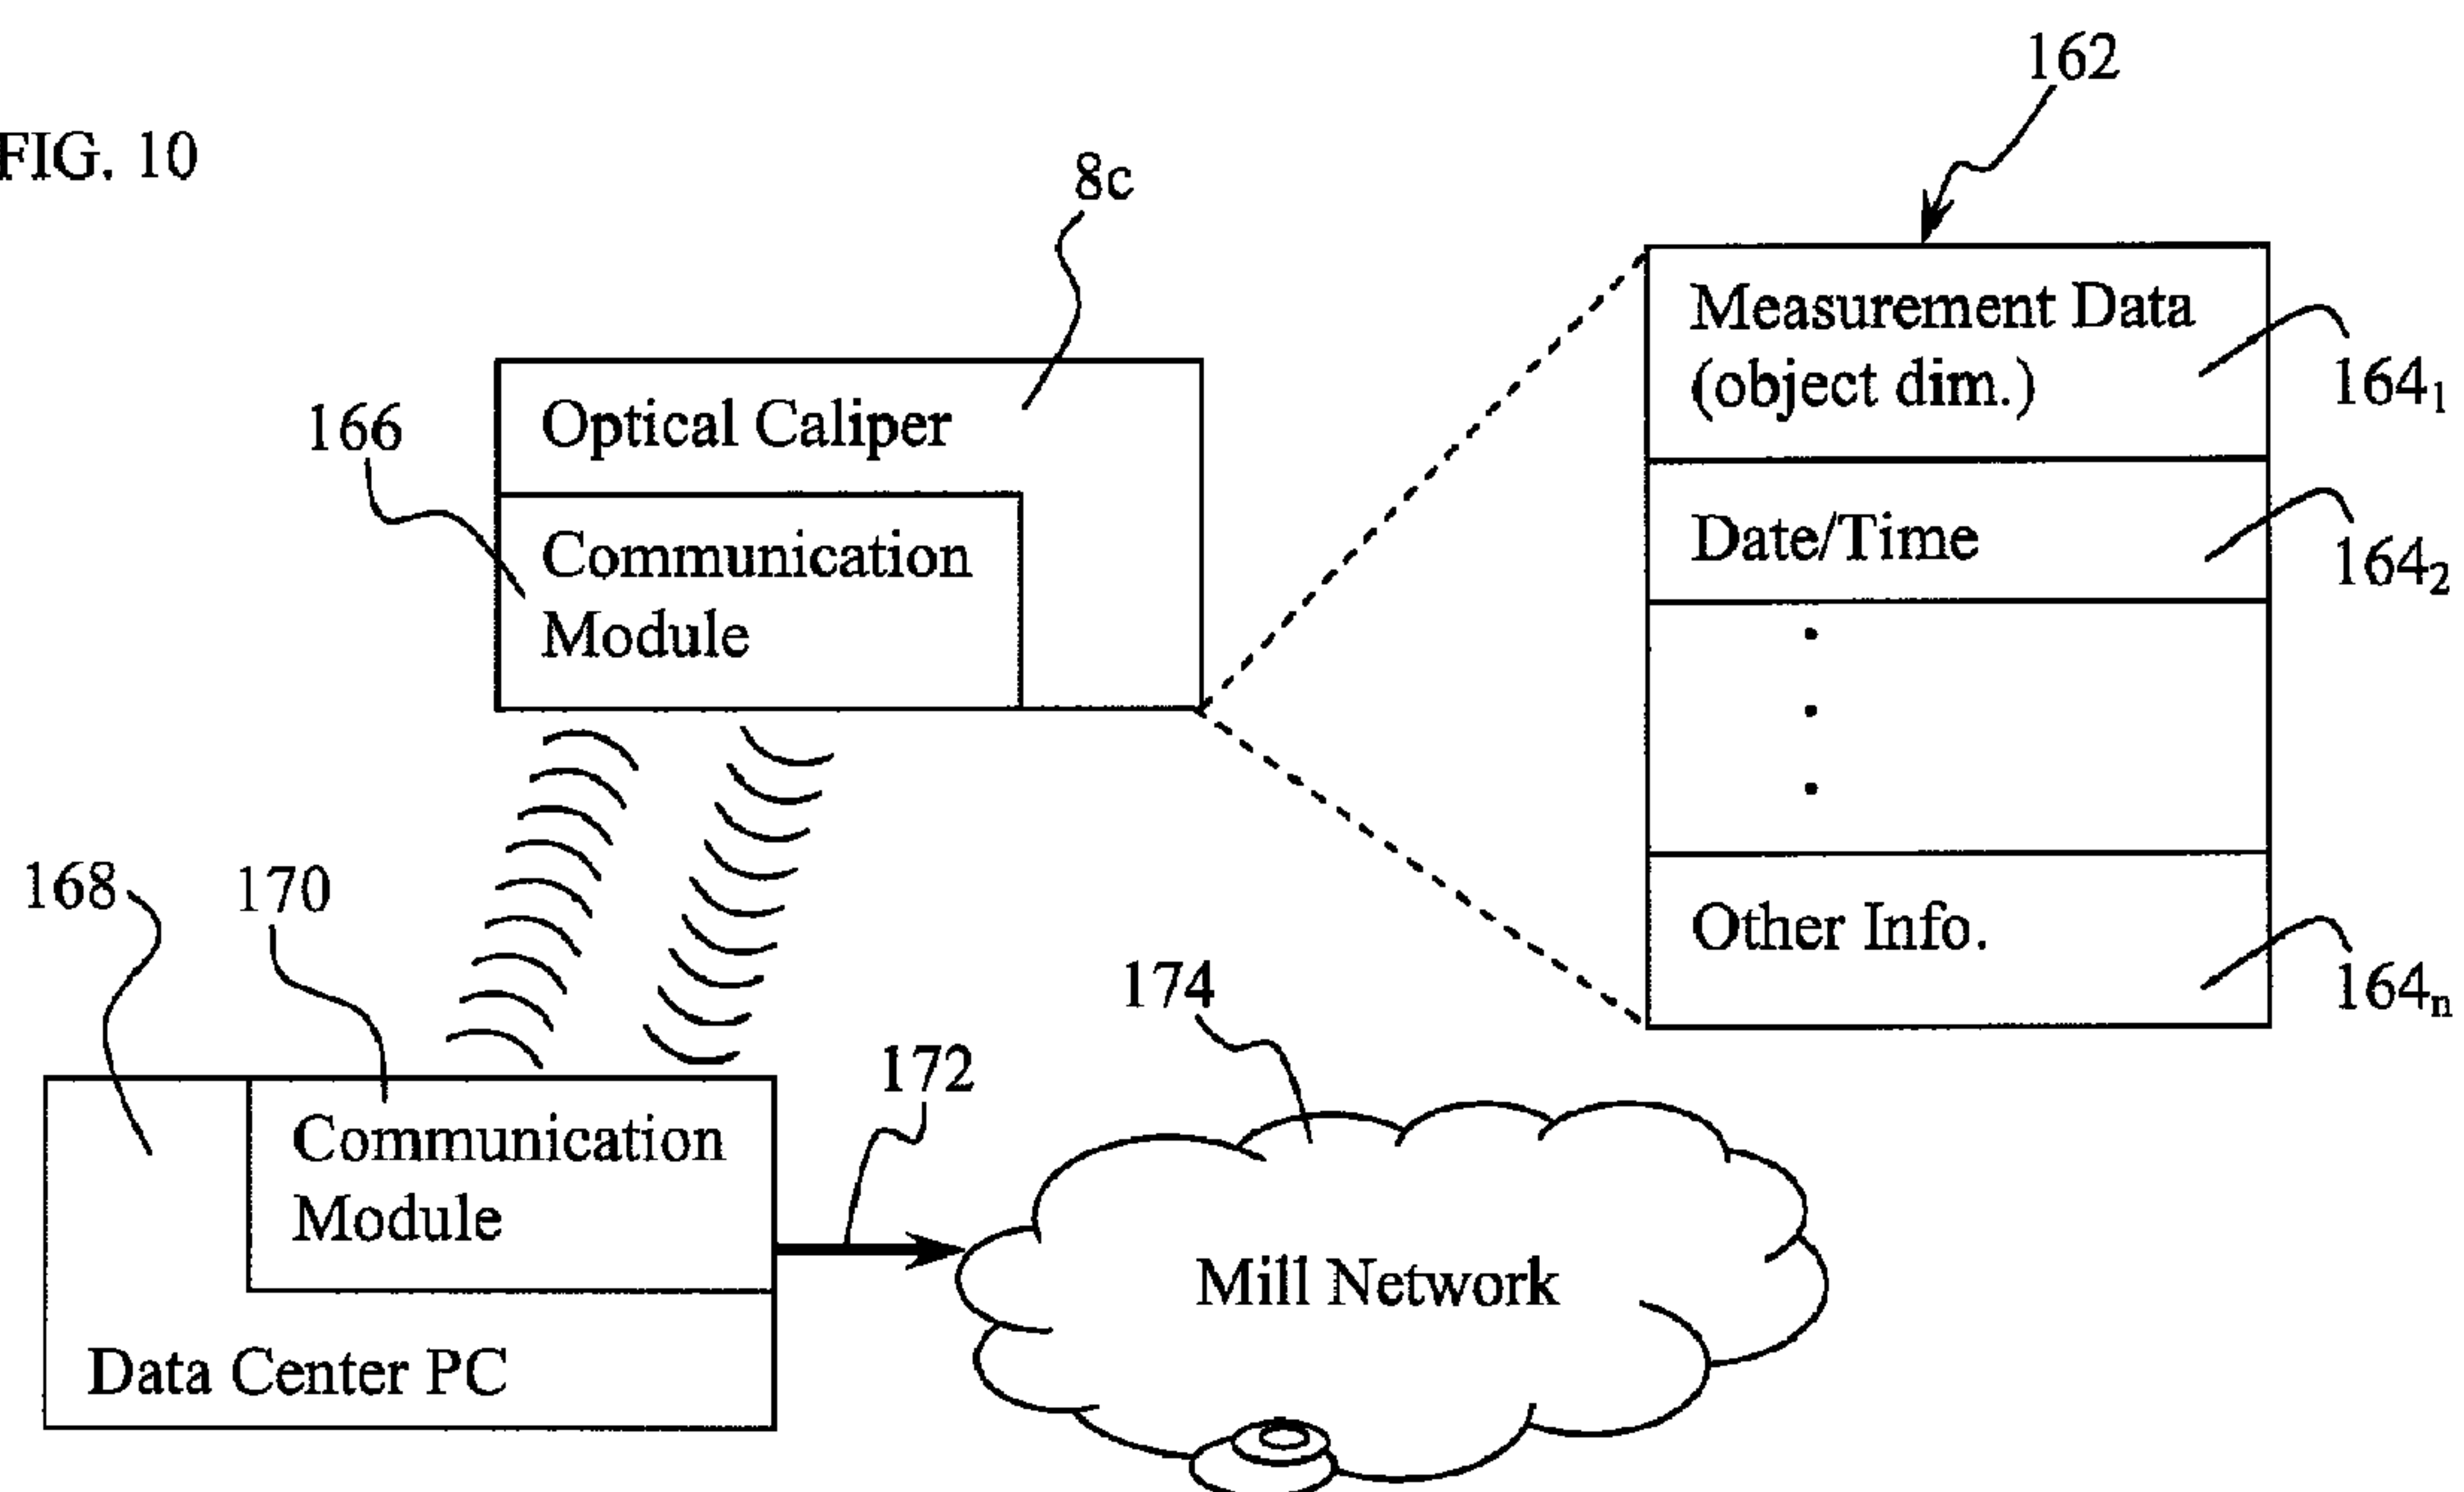 FIG. 10
162
8c
Measurement Data
(object dim.)
164₁
166
Optical Caliper
Communication
Module
Date/Time
164₂
.
.
.
Other Info.
164ₙ
168
170
174
172
Communication
Module
Data Center PC
Mill Network